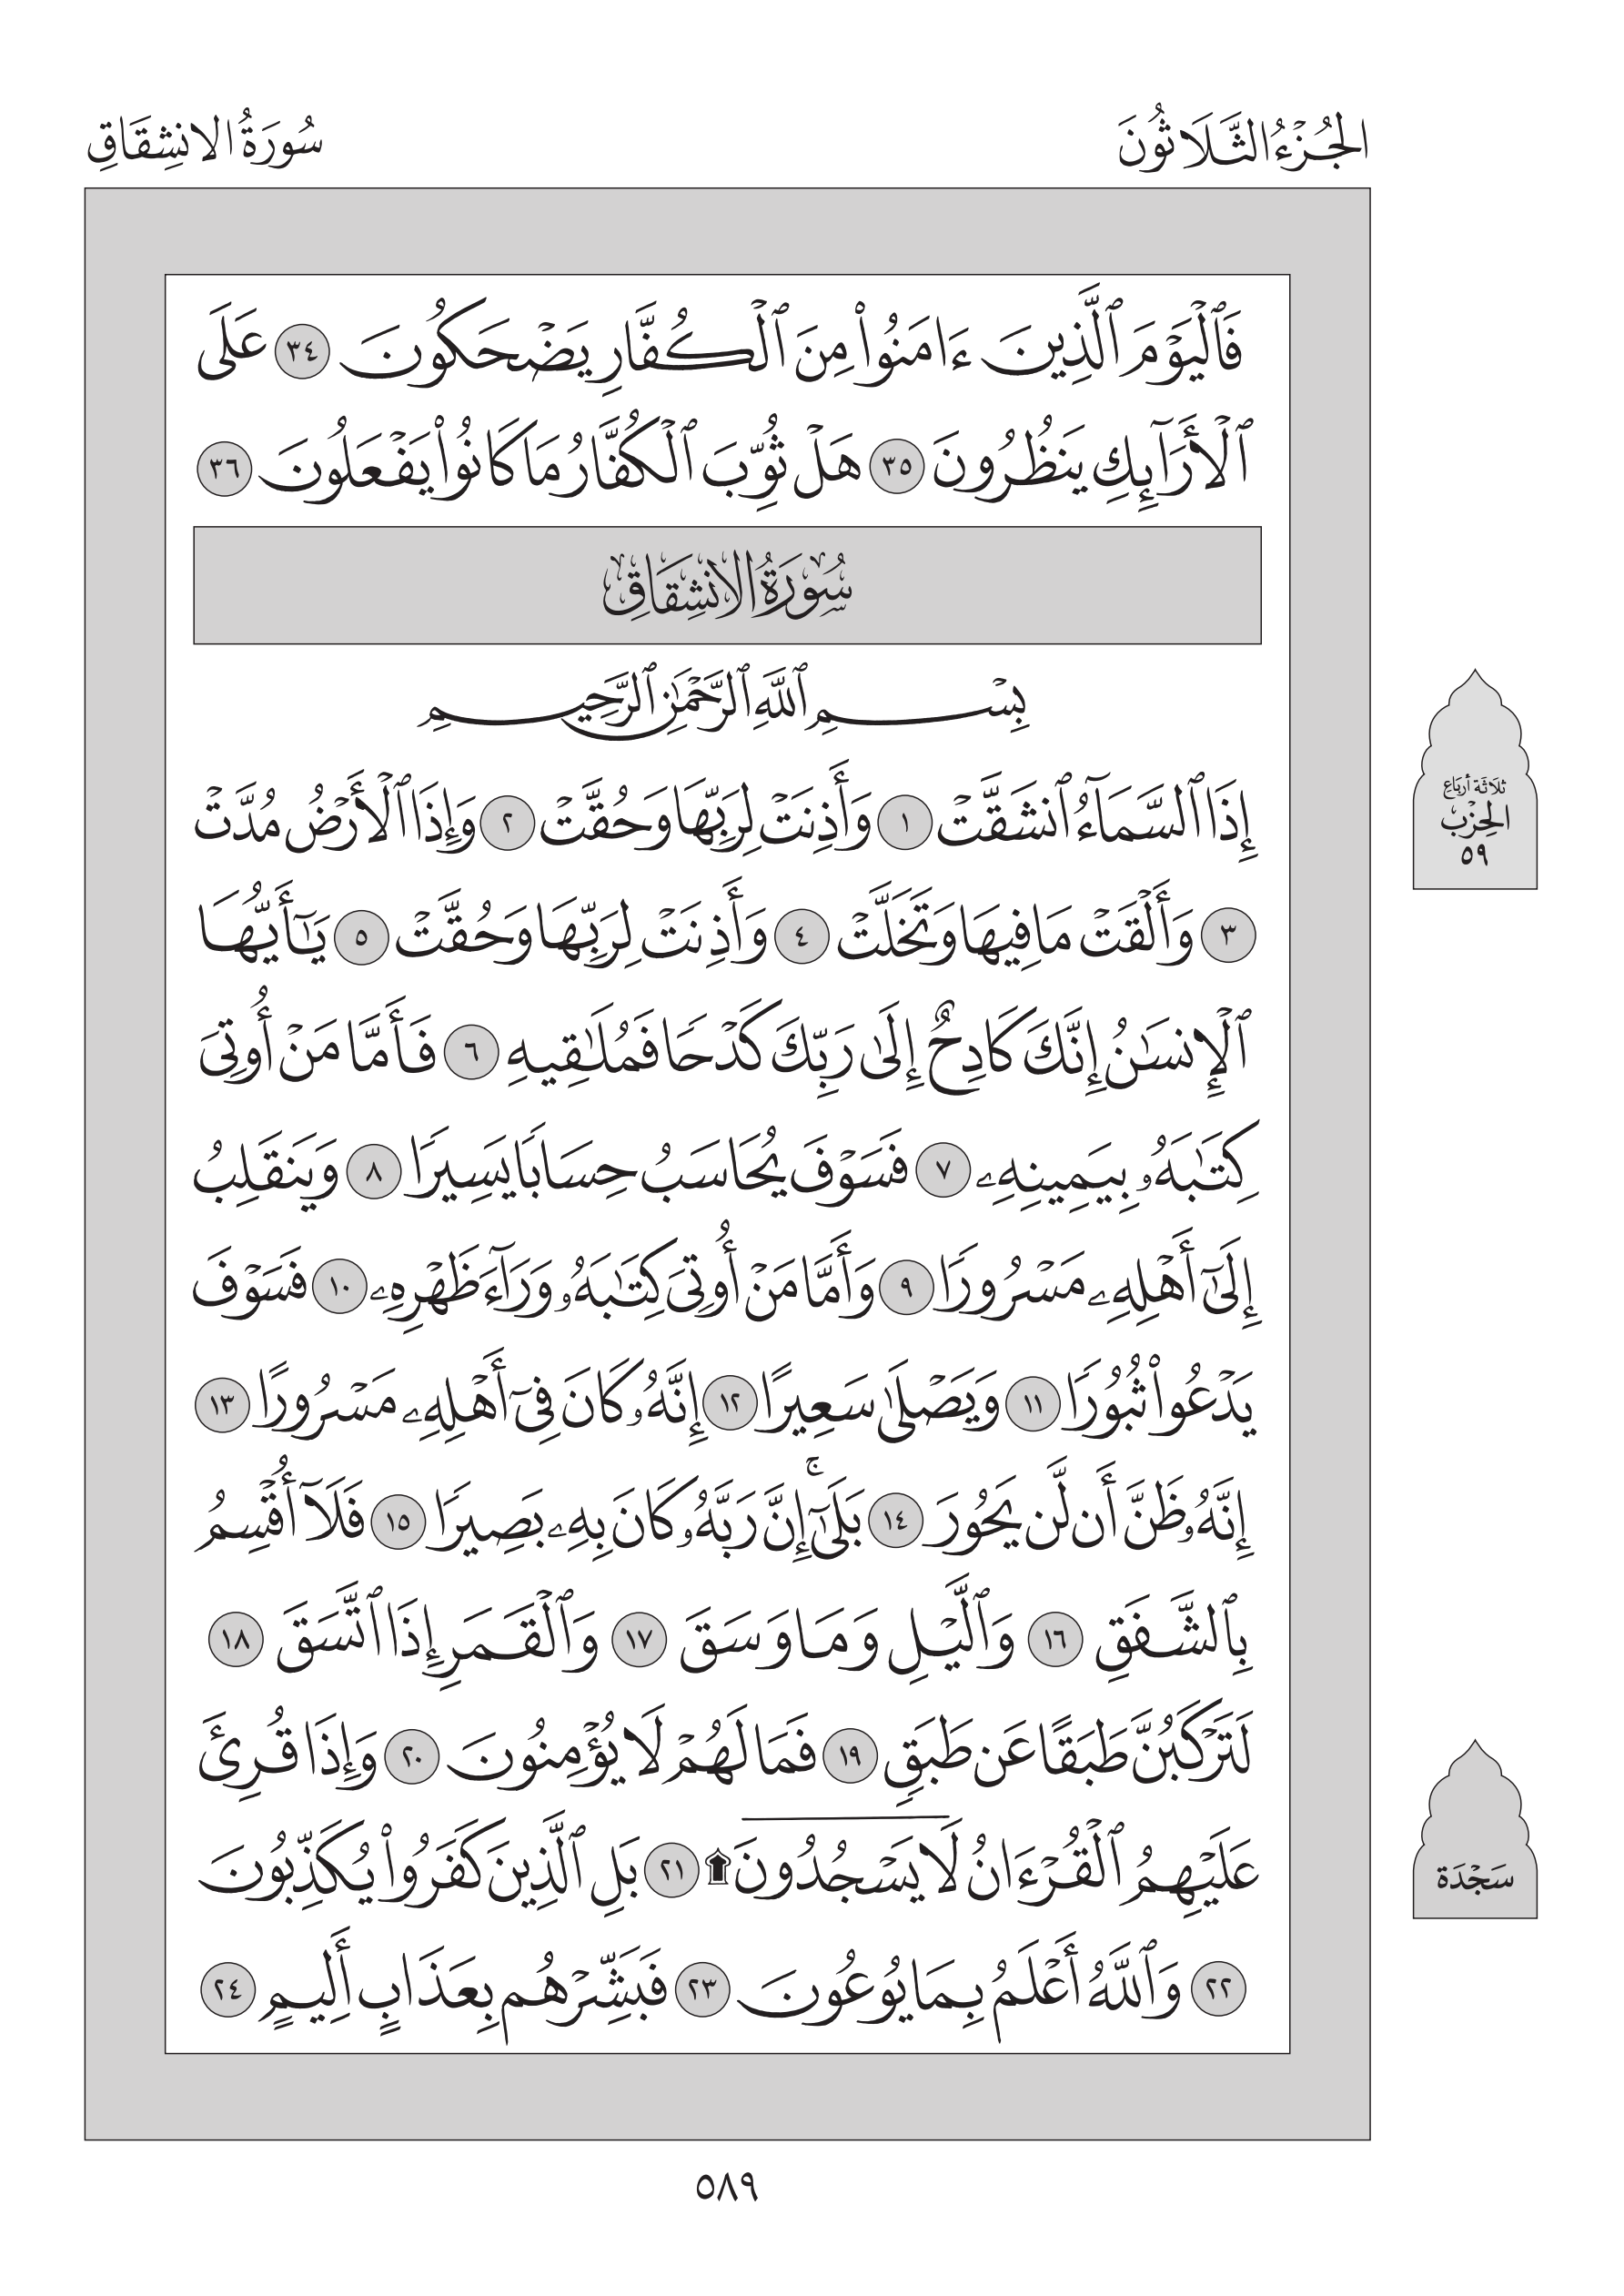 الجُزْءُ الثَّلَاثُونَ
سُورَةُ الانشِقَاقِ
فَٱلْيَوْمَ ٱلَّذِينَ ءَامَنُوا۟ مِنَ ٱلْكُفَّارِ يَضْحَكُونَ ٣٤ عَلَى
ٱلْأَرَآئِكِ يَنظُرُونَ ٣٥ هَلْ ثُوِّبَ ٱلْكُفَّارُ مَا كَانُوا۟ يَفْعَلُونَ ٣٦
سُورَةُ الانشِقَاقِ
بِسْمِ ٱللَّهِ ٱلرَّحْمَٰنِ ٱلرَّحِيمِ
إِذَا ٱلسَّمَآءُ ٱنشَقَّتْ ١ وَأَذِنَتْ لِرَبِّهَا وَحُقَّتْ ٢ وَإِذَا ٱلْأَرْضُ مُدَّتْ
٣ وَأَلْقَتْ مَا فِيهَا وَتَخَلَّتْ ٤ وَأَذِنَتْ لِرَبِّهَا وَحُقَّتْ ٥ يَٰٓأَيُّهَا
ٱلْإِنسَٰنُ إِنَّكَ كَادِحٌ إِلَىٰ رَبِّكَ كَدْحًا فَمُلَٰقِيهِ ٦ فَأَمَّا مَنْ أُوتِىَ
كِتَٰبَهُۥ بِيَمِينِهِۦ ٧ فَسَوْفَ يُحَاسَبُ حِسَابًا يَسِيرًا ٨ وَيَنقَلِبُ
إِلَىٰٓ أَهْلِهِۦ مَسْرُورًا ٩ وَأَمَّا مَنْ أُوتِىَ كِتَٰبَهُۥ وَرَآءَ ظَهْرِهِۦ ١٠ فَسَوْفَ
يَدْعُوا۟ ثُبُورًا ١١ وَيَصْلَىٰ سَعِيرًا ١٢ إِنَّهُۥ كَانَ فِىٓ أَهْلِهِۦ مَسْرُورًا ١٣
إِنَّهُۥ ظَنَّ أَن لَّن يَحُورَ ١٤ بَلَىٰٓۚ إِنَّ رَبَّهُۥ كَانَ بِهِۦ بَصِيرًا ١٥ فَلَآ أُقْسِمُ
بِٱلشَّفَقِ ١٦ وَٱلَّيْلِ وَمَا وَسَقَ ١٧ وَٱلْقَمَرِ إِذَا ٱتَّسَقَ ١٨
لَتَرْكَبُنَّ طَبَقًا عَن طَبَقٍ ١٩ فَمَا لَهُمْ لَا يُؤْمِنُونَ ٢٠ وَإِذَا قُرِئَ
عَلَيْهِمُ ٱلْقُرْءَانُ لَا يَسْجُدُونَ ۩ ٢١ بَلِ ٱلَّذِينَ كَفَرُوا۟ يُكَذِّبُونَ
٢٢ وَٱللَّهُ أَعْلَمُ بِمَا يُوعُونَ ٢٣ فَبَشِّرْهُم بِعَذَابٍ أَلِيمٍ ٢٤
ثَلَاثَة أَربَاع
الحِزْب
٥٩
سَجْدَة
٥٨٩